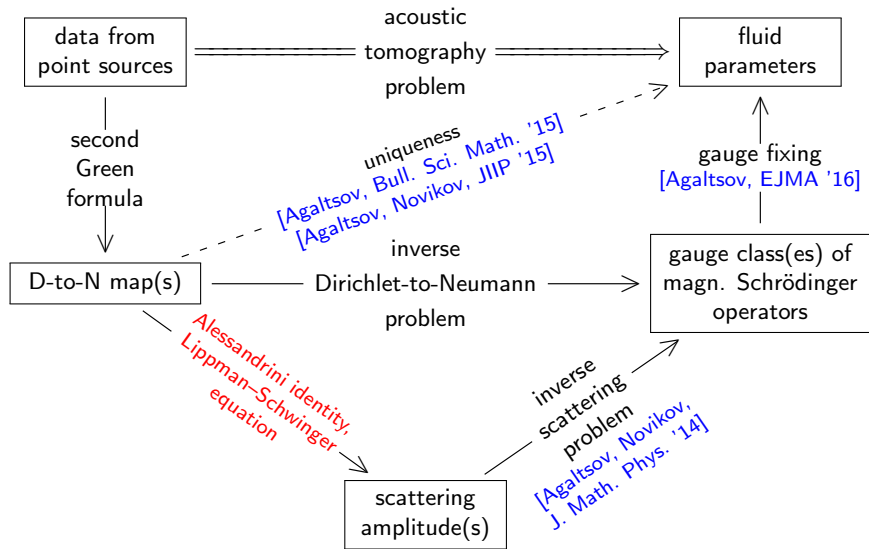 data from
point sources
acoustic
tomography
problem
fluid
parameters
second
Green
formula
uniqueness
[Agaltsov, Bull. Sci. Math. '15]
[Agaltsov, Novikov, JIIP '15]
gauge fixing
[Agaltsov, EJMA '16]
D-to-N map(s)
inverse
Dirichlet-to-Neumann
problem
gauge class(es) of
magn. Schrödinger
operators
Alessandrini identity,
Lippman–Schwinger
equation
inverse
scattering
problem
[Agaltsov, Novikov,
J. Math. Phys. '14]
scattering
amplitude(s)